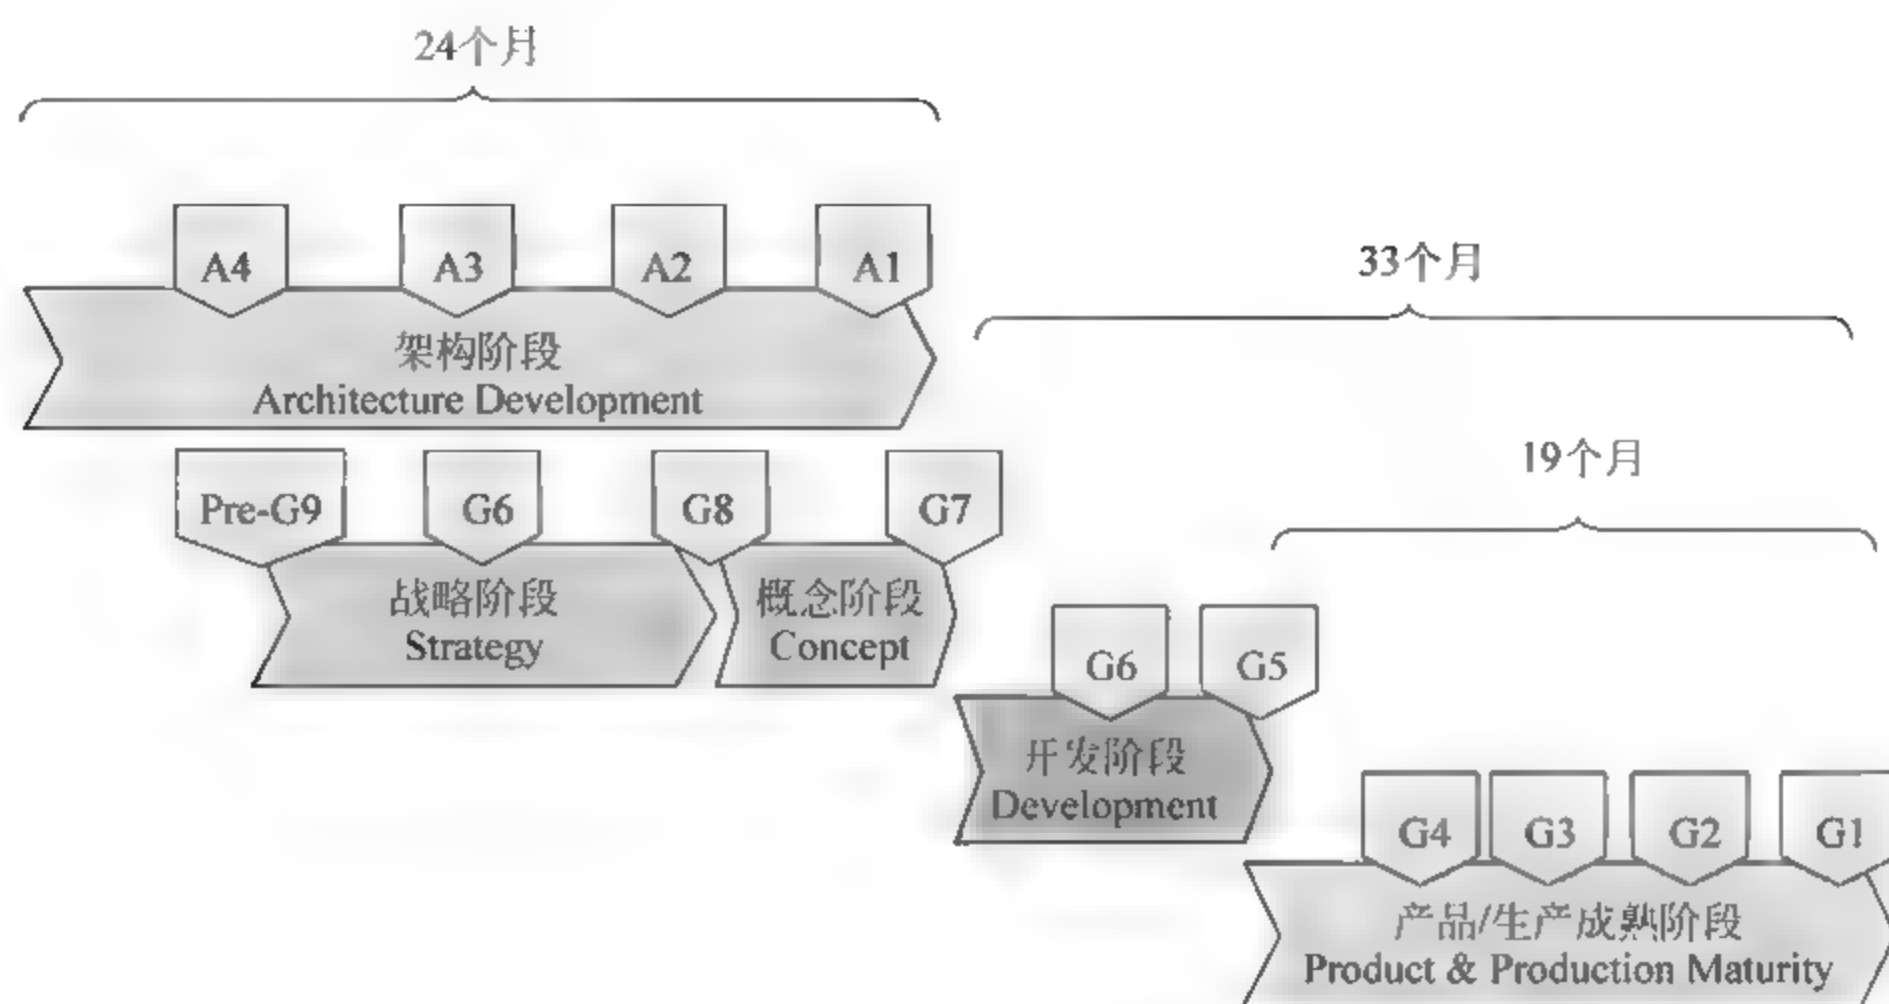 24个月
A4 A3 A2 A1
架构阶段
Architecture Development
33个月
Pre-G9 G6 G8 G7
战略阶段
Strategy
概念阶段
Concept
19个月
G6 G5
开发阶段
Development
G4 G3 G2 G1
产品/生产成熟阶段
Product & Production Maturity